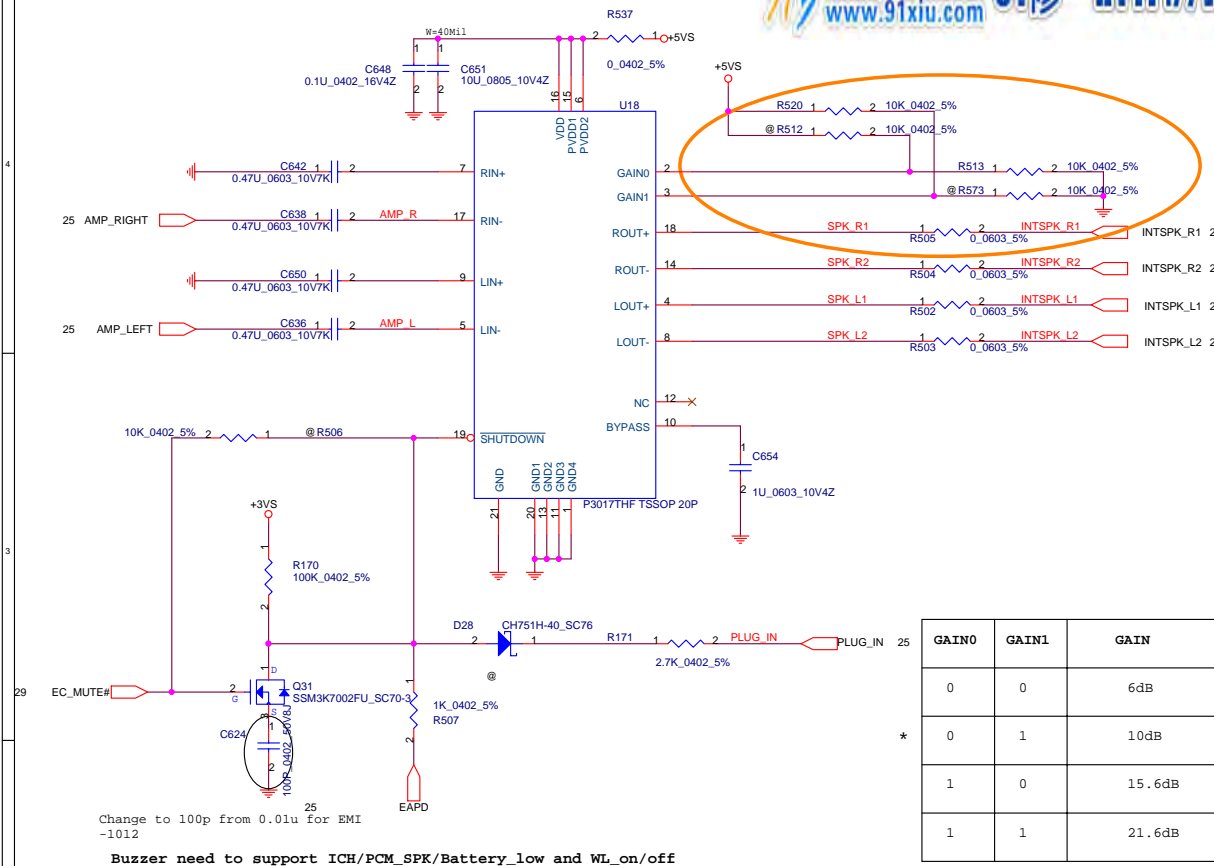 www.91xiu.com
R537
W=40Mil
2 1 +5VS
1 1
C648 C651
0.1U_0402_16V4Z 10U_0805_10V4Z
2 2
0_0402_5%
+5VS
16 15 6
U18
VDD PVDD1 PVDD2
R520 1 2 10K_0402_5%
@ R512 1 2 10K_0402_5%
4
C642 1 2 7 RIN+ GAIN0 2 R513 1 2 10K_0402_5%
0.47U_0603_10V7K
GAIN1 3 @ R573 1 2 10K_0402_5%
25 AMP_RIGHT C638 1 2 AMP_R 17 RIN-
0.47U_0603_10V7K
ROUT+ 18 SPK_R1 1 2 INTSPK_R1 INTSPK_R1 2
R505 0_0603_5%
ROUT- 14 SPK_R2 1 2 INTSPK_R2 INTSPK_R2 2
R504 0_0603_5%
C650 1 2 9 LIN+
0.47U_0603_10V7K
LOUT+ 4 SPK_L1 1 2 INTSPK_L1 INTSPK_L1 2
R502 0_0603_5%
25 AMP_LEFT C636 1 2 AMP_L 5 LIN-
0.47U_0603_10V7K
LOUT- 8 SPK_L2 1 2 INTSPK_L2 INTSPK_L2 2
R503 0_0603_5%
NC 12
BYPASS 10
10K_0402_5% 2 1 @ R506 19 SHUTDOWN
1
C654
2 1U_0603_10V4Z
GND GND1 GND2 GND3 GND4
21 20 13 11 1
P3017THF TSSOP 20P
+3VS
3
1
R170
100K_0402_5%
2
D28 CH751H-40_SC76
2 1 R171 1 2 PLUG_IN PLUG_IN 25
2.7K_0402_5%
@
29 EC_MUTE# 2 G 1 D Q31
SSM3K7002FU_SC70-3
S 3
1
1K_0402_5%
R507
2
C624 1
100P_0402_50V8J
2
25
EAPD
Change to 100p from 0.01u for EMI
-1012
Buzzer need to support ICH/PCM_SPK/Battery_low and WL_on/off
GAIN0 GAIN1 GAIN
0 0 6dB
* 0 1 10dB
1 0 15.6dB
1 1 21.6dB